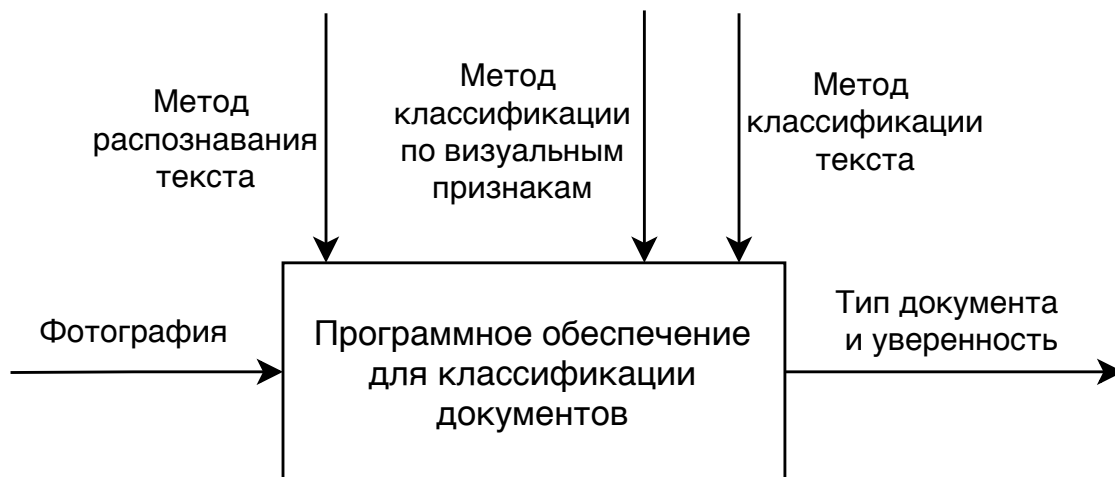 Метод
распознавания
текста
Метод
классификации
по визуальным
признакам
Метод
классификации
текста
Фотография
Программное обеспечение
для классификации
документов
Тип документа
и уверенность